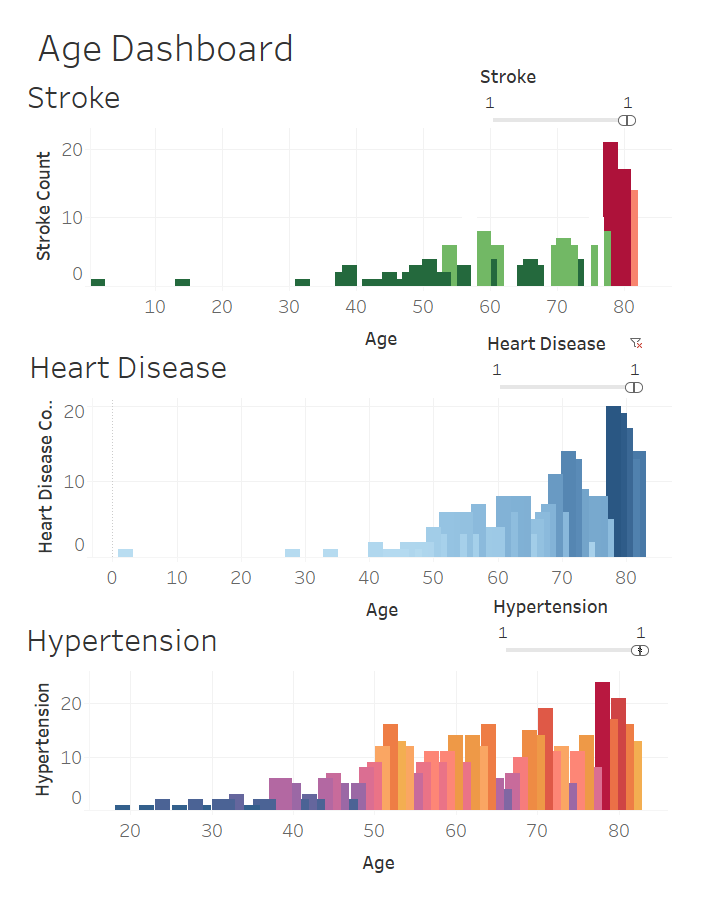 Age Dashboard
Stroke
Stroke
1 1
Stroke Count
20
10
0
10 20 30 40 50 60 70 80
Age
Heart Disease
Heart Disease
1 1
Heart Disease Co..
20
10
0
0 10 20 30 40 50 60 70 80
Age
Hypertension
Hypertension
1 1
Hypertension
20
10
0
20 30 40 50 60 70 80
Age